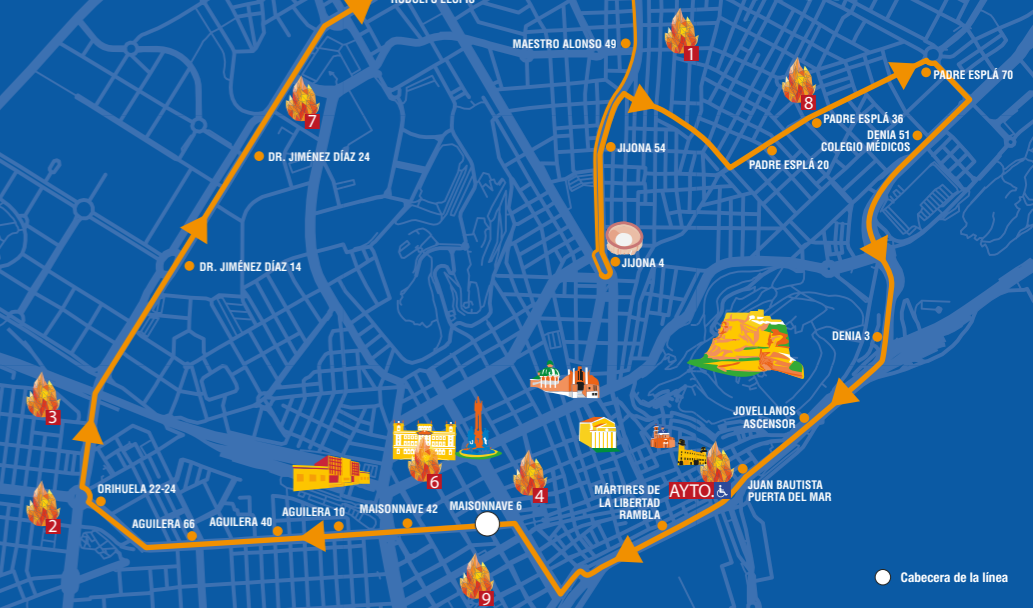 MAESTRO ALONSO 49
1
PADRE ESPLÁ 70
8
7
PADRE ESPLÁ 36
DENIA 51
COLEGIO MÉDICOS
JIJONA 54
DR. JIMÉNEZ DÍAZ 24
PADRE ESPLÁ 20
DR. JIMÉNEZ DÍAZ 14
JIJONA 4
DENIA 3
3
JOVELLANOS
ASCENSOR
6
4
ORIHUELA 22-24
MÁRTIRES DE
LA LIBERTAD
RAMBLA
AYTO.
JUAN BAUTISTA
PUERTA DEL MAR
2
AGUILERA 66
AGUILERA 40
AGUILERA 10
MAISONNAVE 42
MAISONNAVE 6
9
Cabecera de la línea